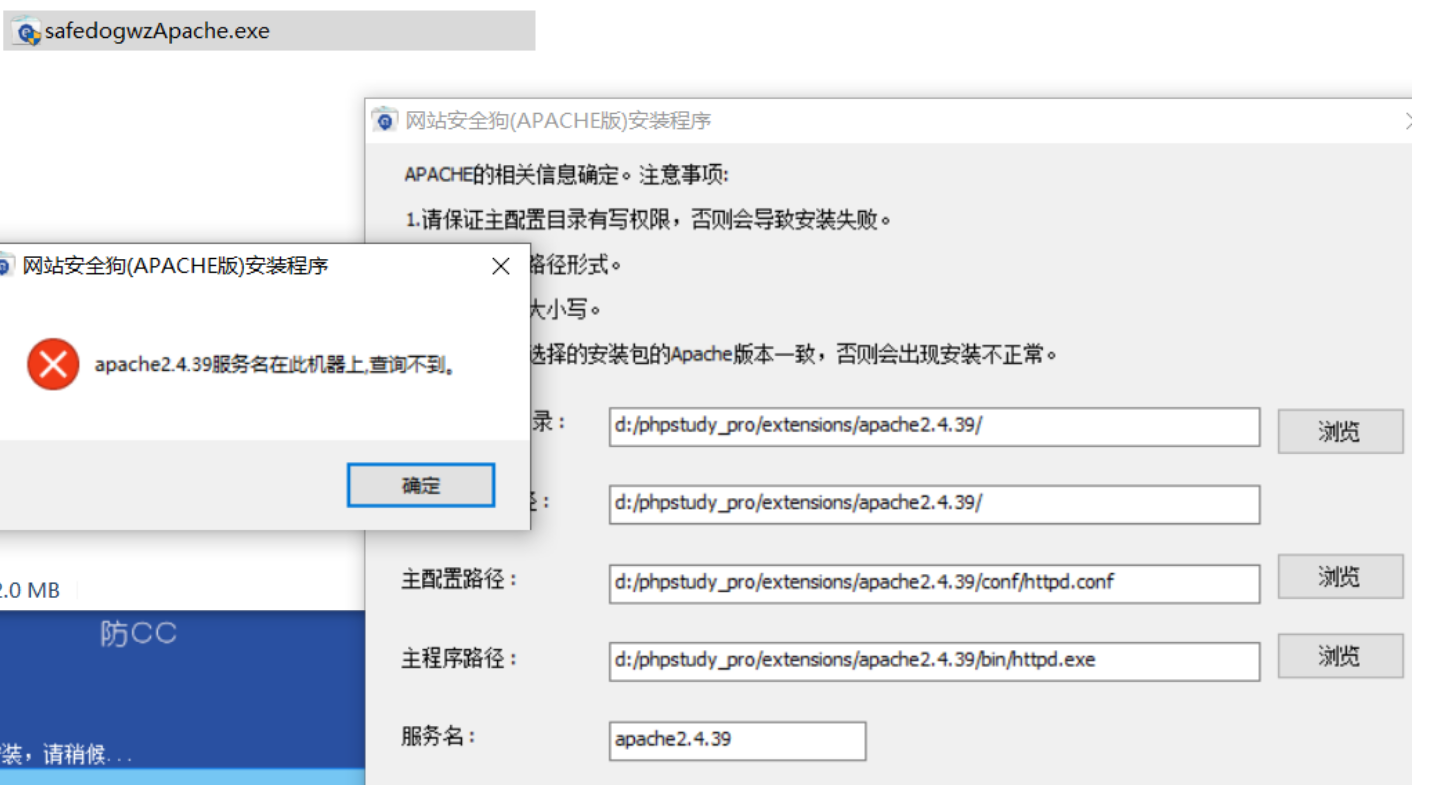 safedogwzApache.exe
网站安全狗(APACHE版)安装程序
APACHE的相关信息确定。注意事项:
1.请保证主配置目录有写权限，否则会导致安装失败。
路径形式。
大小写。
选择的安装包的Apache版本一致，否则会出现安装不正常。
网站安全狗(APACHE版)安装程序
apache2.4.39服务名在此机器上,查询不到。
确定
录：
d:/phpstudy_pro/extensions/apache2.4.39/
浏览
d:/phpstudy_pro/extensions/apache2.4.39/
主配置路径：
d:/phpstudy_pro/extensions/apache2.4.39/conf/httpd.conf
浏览
主程序路径：
d:/phpstudy_pro/extensions/apache2.4.39/bin/httpd.exe
浏览
服务名：
apache2.4.39
2.0 MB
防CC
装，请稍候...